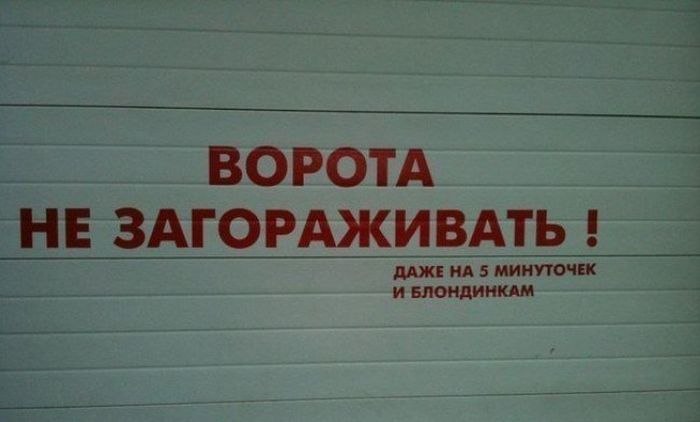 ВОРОТА
НЕ ЗАГОРАЖИВАТЬ !
ДАЖЕ НА 5 МИНУТОЧЕК
И БЛОНДИНКАМ